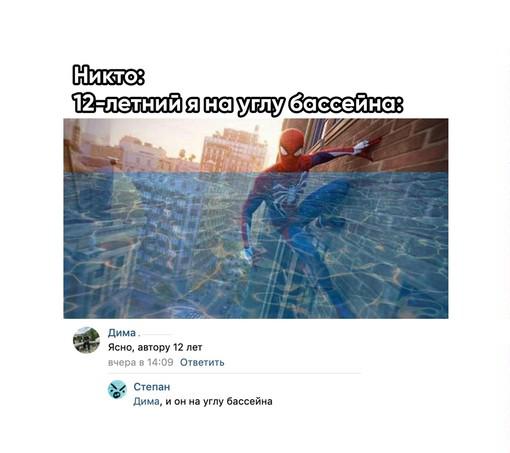 Никто:
12-летний я на углу бассейна:
Дима
Ясно, автору 12 лет
вчера в 14:09 Ответить
Степан
Дима, и он на углу бассейна